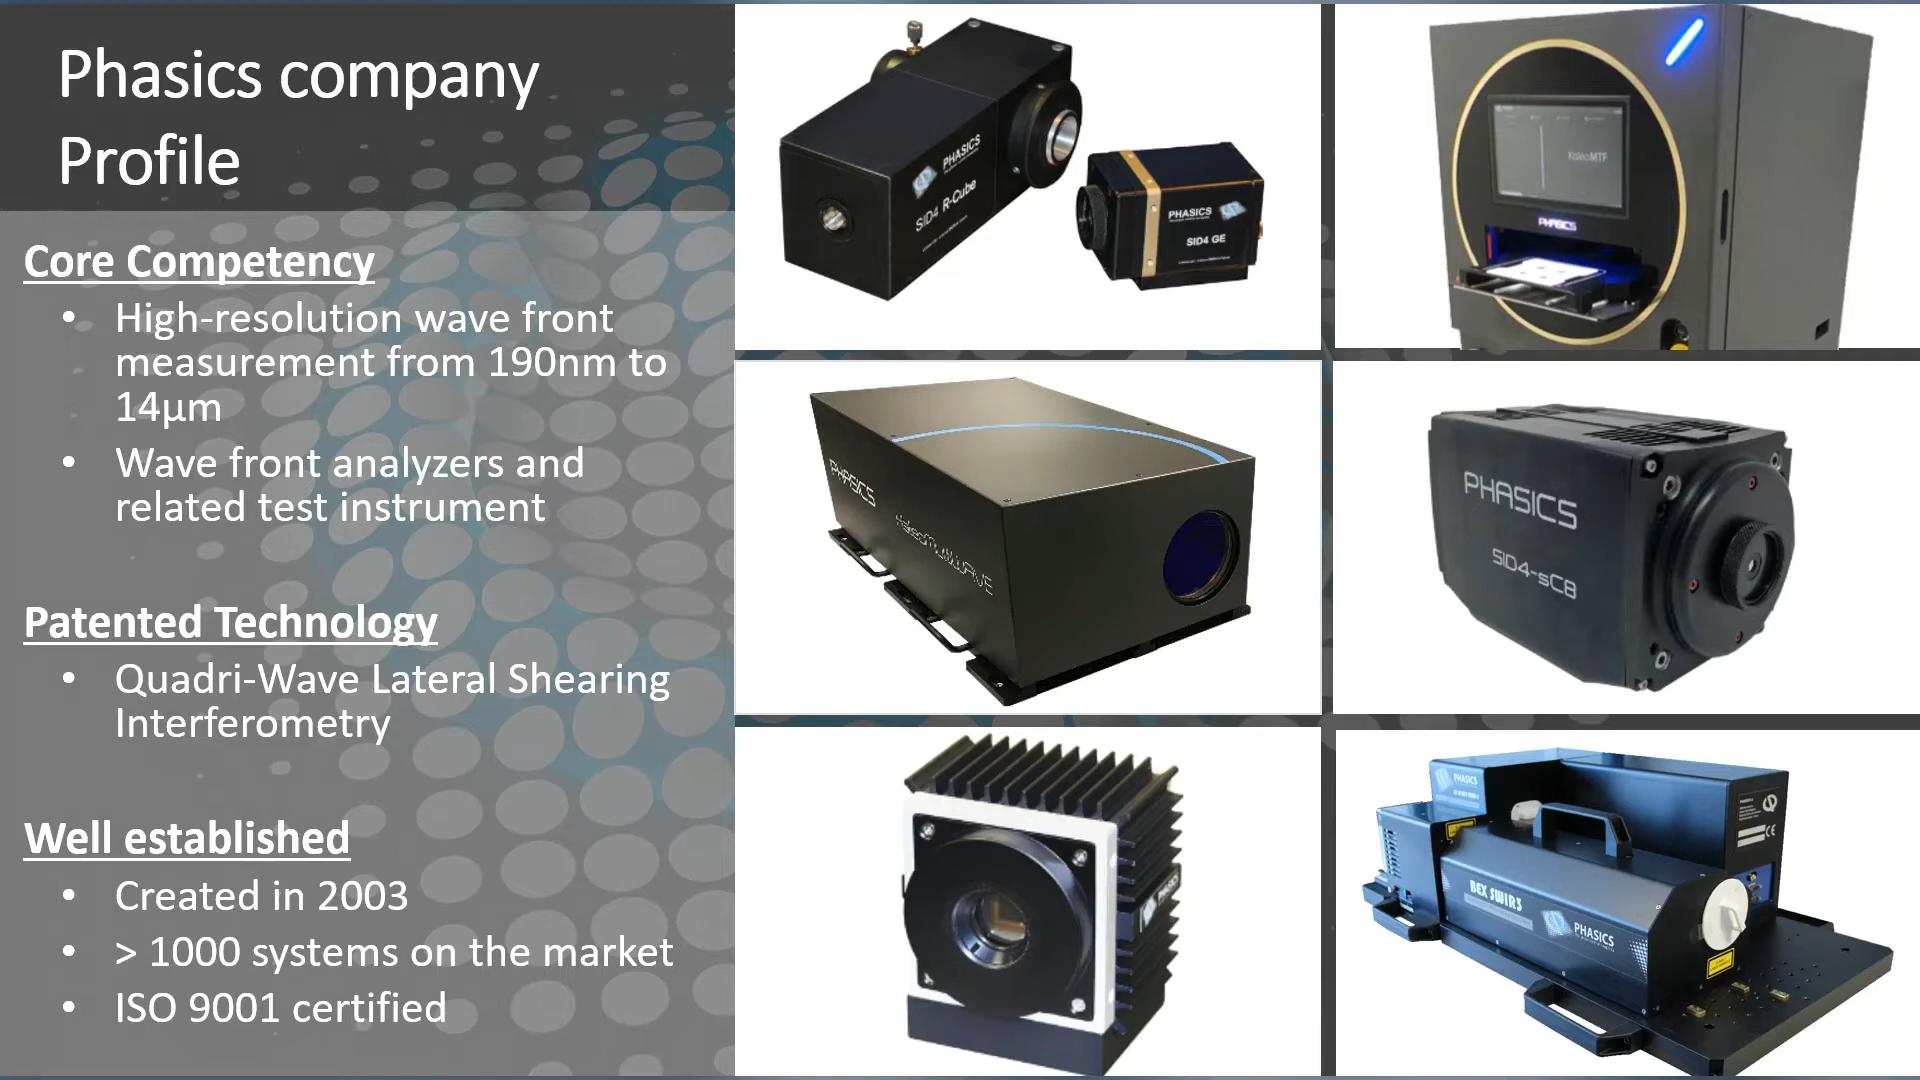 Phasics company
Profile
Core Competency
• High-resolution wave front
measurement from 190nm to
14µm
• Wave front analyzers and
related test instrument
Patented Technology
• Quadri-Wave Lateral Shearing
Interferometry
Well established
• Created in 2003
• > 1000 systems on the market
• ISO 9001 certified
PHASICS
SID4 R-Cube
PHASICS
SID4 GE
KaleoMTF
PHASICS
PHASICS
KaleoMultiWAVE
PHASICS
SID4-sC8
PHASICS
PHASICS
BEX SWIR3
PHASICS
CE